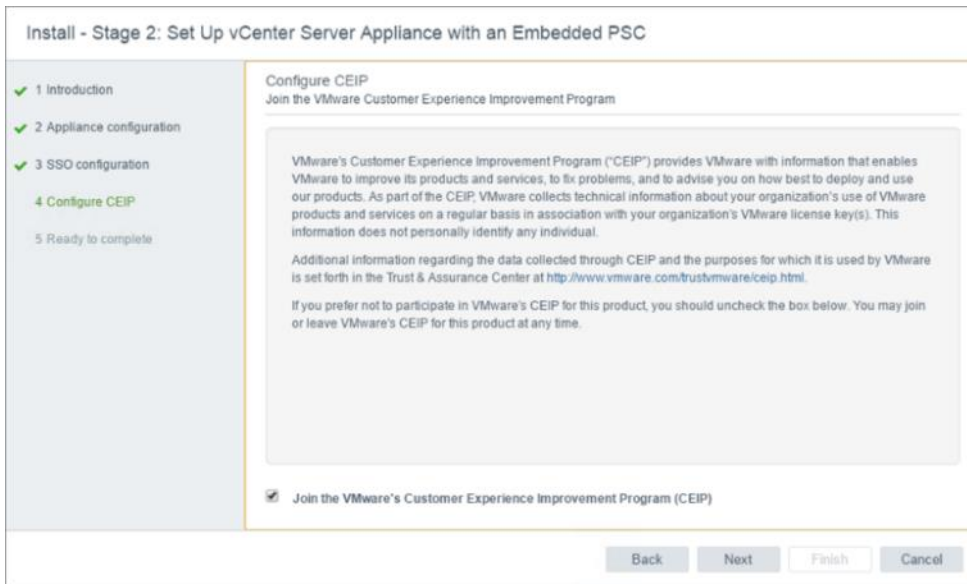 Install - Stage 2: Set Up vCenter Server Appliance with an Embedded PSC
1 Introduction
2 Appliance configuration
3 SSO configuration
4 Configure CEIP
5 Ready to complete
Configure CEIP
Join the VMware Customer Experience Improvement Program
VMware's Customer Experience Improvement Program ("CEIP") provides VMware with information that enables
VMware to improve its products and services, to fix problems, and to advise you on how best to deploy and use
our products. As part of the CEIP, VMware collects technical information about your organization's use of VMware
products and services on a regular basis in association with your organization's VMware license key(s). This
information does not personally identify any individual.
Additional information regarding the data collected through CEIP and the purposes for which it is used by VMware
is set forth in the Trust & Assurance Center at http://www.vmware.com/trustvmware/ceip.html.
If you prefer not to participate in VMware's CEIP for this product, you should uncheck the box below. You may join
or leave VMware's CEIP for this product at any time.
Join the VMware's Customer Experience Improvement Program (CEIP)
Back Next Finish Cancel